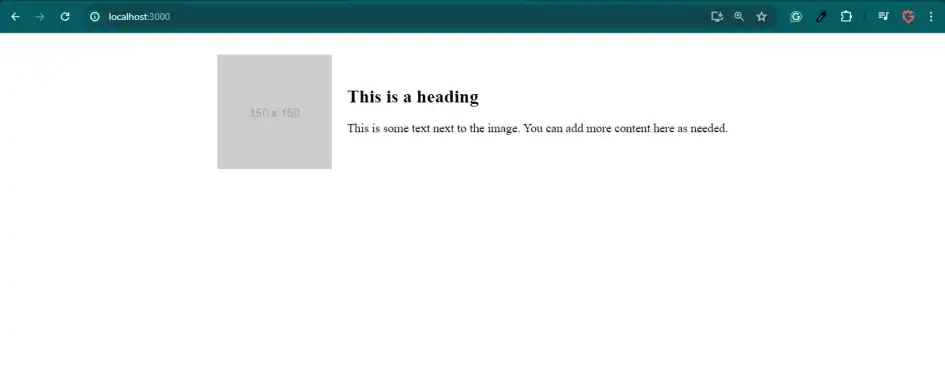 localhost:3000
150 x 150
This is a heading
This is some text next to the image. You can add more content here as needed.